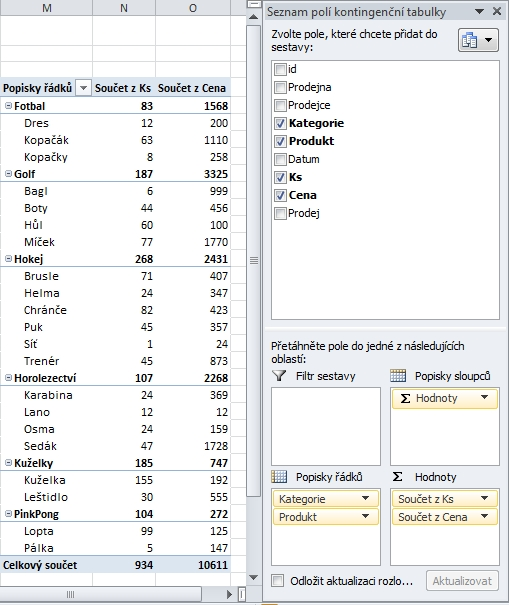 M N O
Popisky řádků Součet z Ks Součet z Cena
Fotbal 83 1568
Dres 12 200
Kopačák 63 1110
Kopačky 8 258
Golf 187 3325
Bagl 6 999
Boty 44 456
Hůl 60 100
Míček 77 1770
Hokej 268 2431
Brusle 71 407
Helma 24 347
Chránče 82 423
Puk 45 357
Síť 1 24
Trenér 45 873
Horolezectví 107 2268
Karabina 24 369
Lano 12 12
Osma 24 159
Sedák 47 1728
Kuželky 185 747
Kuželka 155 192
Leštidlo 30 555
PinkPong 104 272
Lopta 99 125
Pálka 5 147
Celkový součet 934 10611
Seznam polí kontingenční tabulky
Zvolte pole, které chcete přidat do
sestavy:
id
Prodejna
Prodejce
Kategorie
Produkt
Datum
Ks
Cena
Prodej
Přetáhněte pole do jedné z následujících
oblastí:
Filtr sestavy
Popisky sloupců
Σ Hodnoty
Popisky řádků
Kategorie
Produkt
Σ Hodnoty
Součet z Ks
Součet z Cena
Odložit aktualizaci rozlo... Aktualizovat